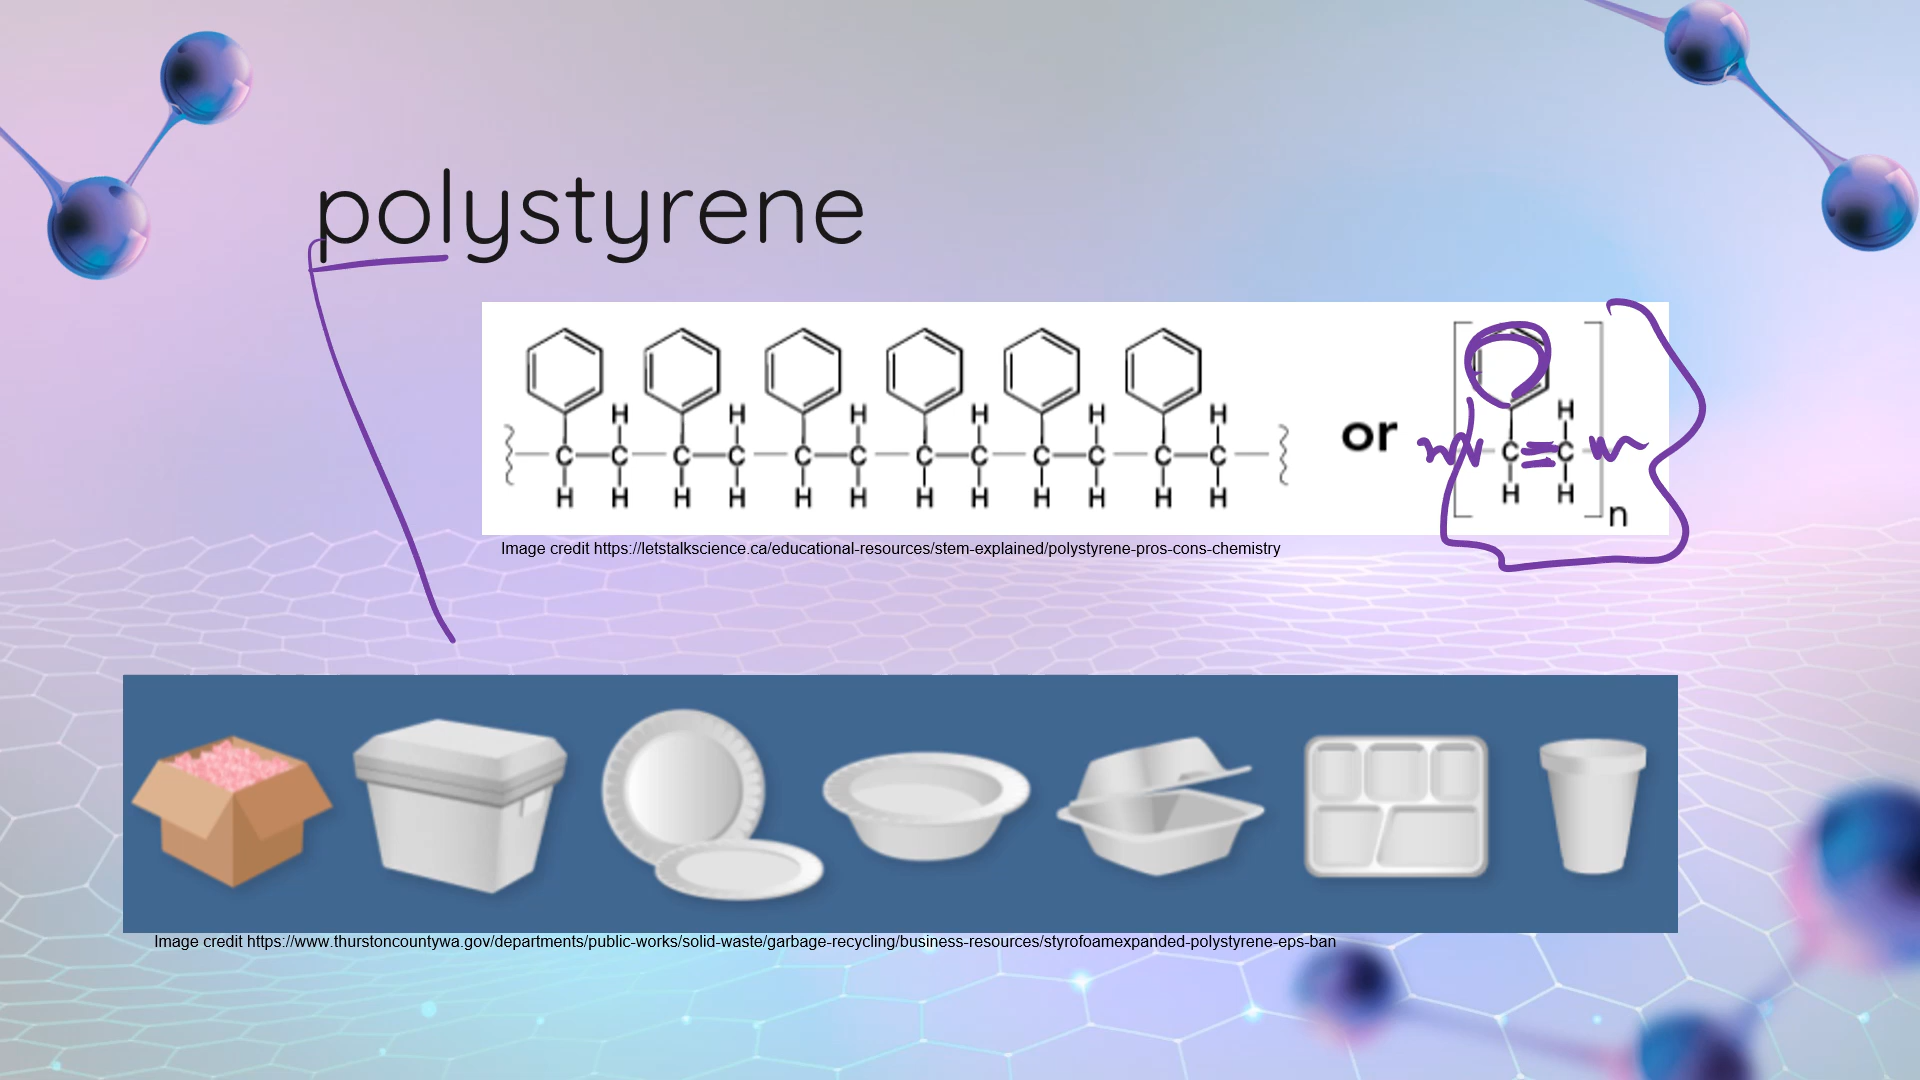 polystyrene
H H H H H H H
C C C C C C C C C C C C or C C
H H H H H H H H H H H H H H
n
Image credit https://letstalkscience.ca/educational-resources/stem-explained/polystyrene-pros-cons-chemistry
Image credit https://www.thurstoncountywa.gov/departments/public-works/solid-waste/garbage-recycling/business-resources/styrofoamexpanded-polystyrene-eps-ban